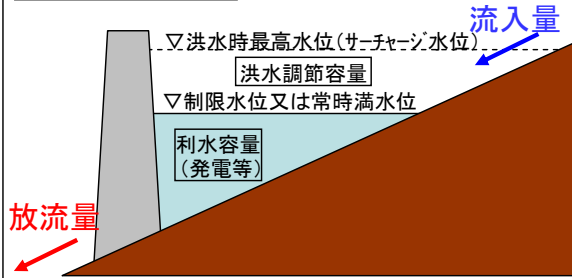 流入量
▽洪水時最高水位(サーチャージ水位)
洪水調節容量
▽制限水位又は常時満水位
利水容量
(発電等)
放流量